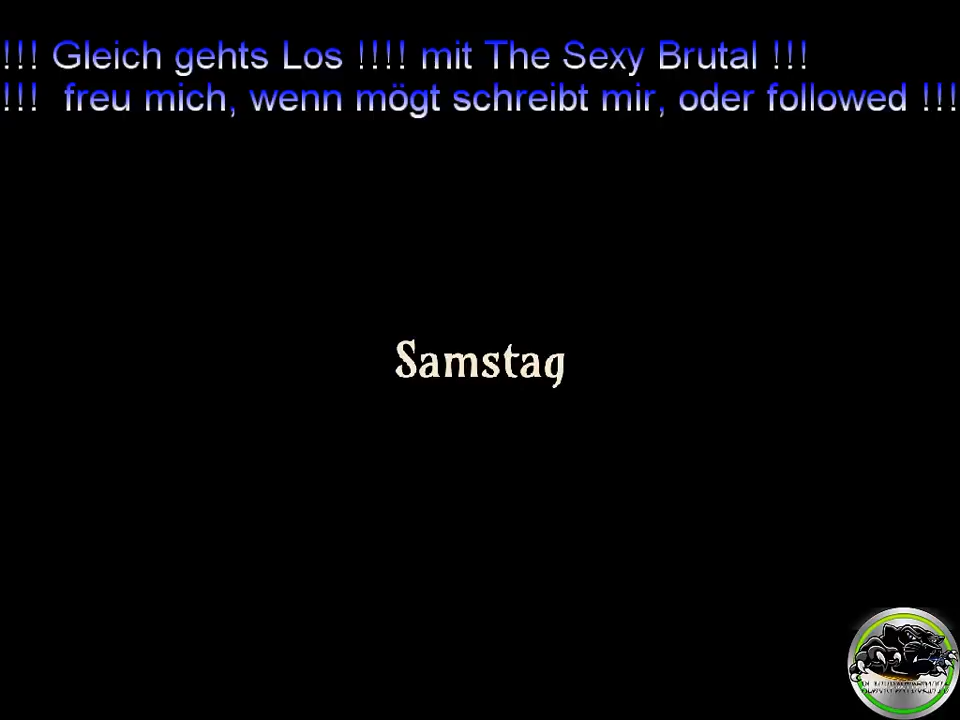 !!! Gleich gehts Los !!!! mit The Sexy Brutal !!!
!!! freu mich, wenn mögt schreibt mir, oder followed !!!
Samstag